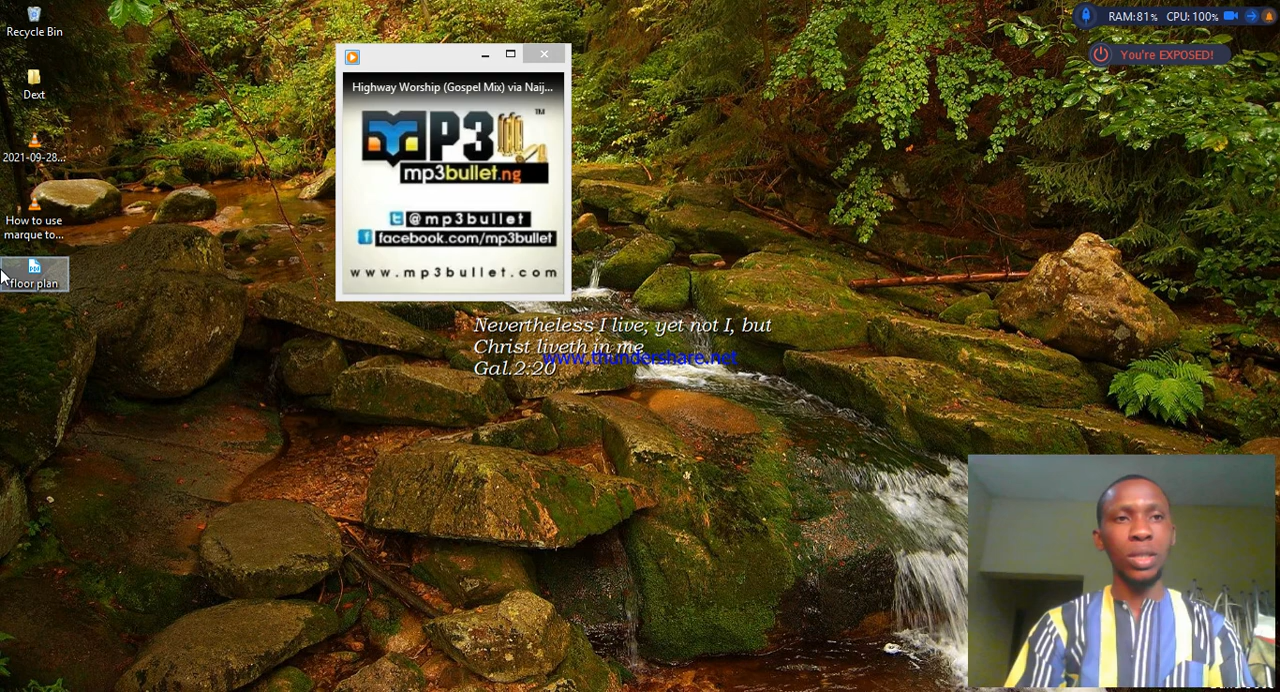 Recycle Bin
Dext
2021-09-28...
How to use
marque to...
floor plan
Highway Worship (Gospel Mix) via Naij...
MP3 TM
mp3bullet.ng
@mp3bullet
facebook.com/mp3bullet
www.mp3bullet.com
RAM:81% CPU:100%
You're EXPOSED!
Nevertheless I live; yet not I, but
Christ liveth in me
www.thundershare.net
Gal.2:20